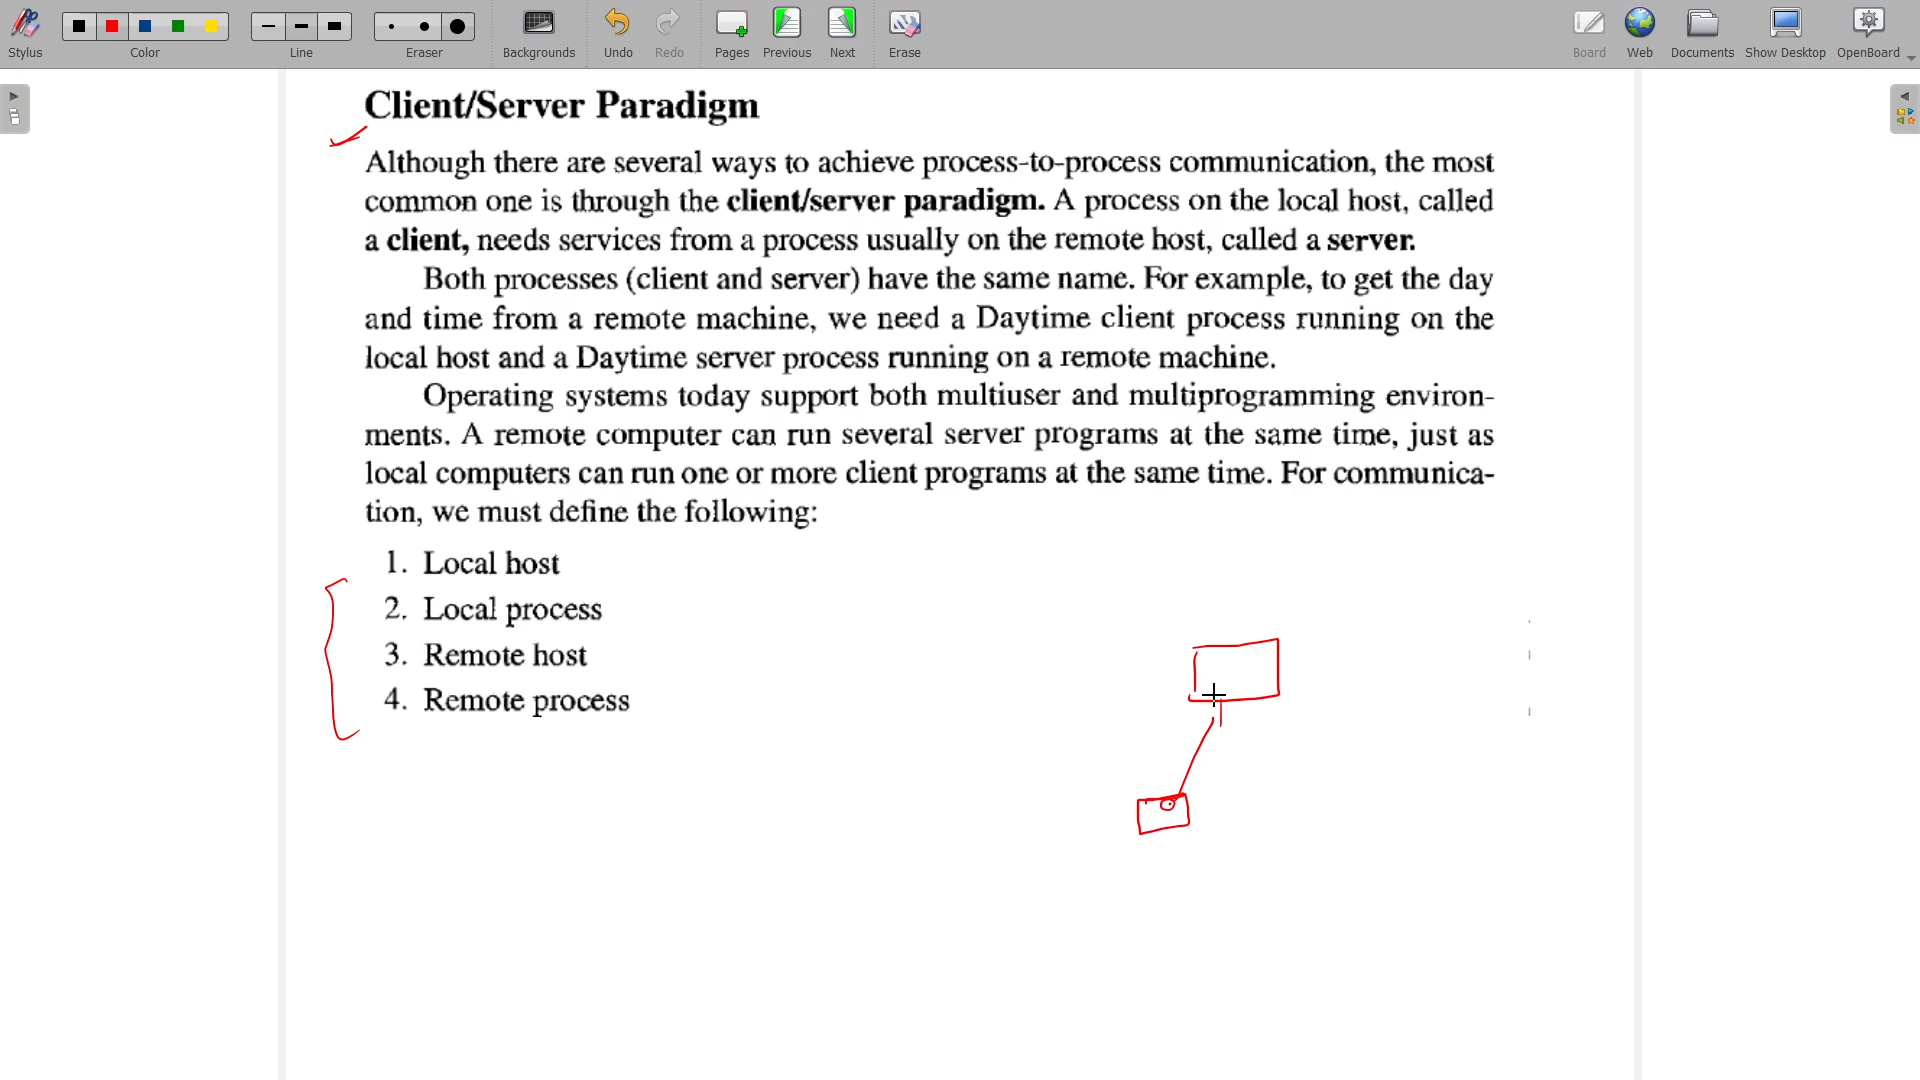 Stylus
Color
Line
Eraser
Backgrounds
Undo
Redo
Pages
Previous
Next
Erase
Board
Web
Documents
Show Desktop
OpenBoard
Client/Server Paradigm
Although there are several ways to achieve process-to-process communication, the most
common one is through the client/server paradigm. A process on the local host, called
a client, needs services from a process usually on the remote host, called a server.
Both processes (client and server) have the same name. For example, to get the day
and time from a remote machine, we need a Daytime client process running on the
local host and a Daytime server process running on a remote machine.
Operating systems today support both multiuser and multiprogramming environ-
ments. A remote computer can run several server programs at the same time, just as
local computers can run one or more client programs at the same time. For communica-
tion, we must define the following:
1. Local host
2. Local process
3. Remote host
4. Remote process